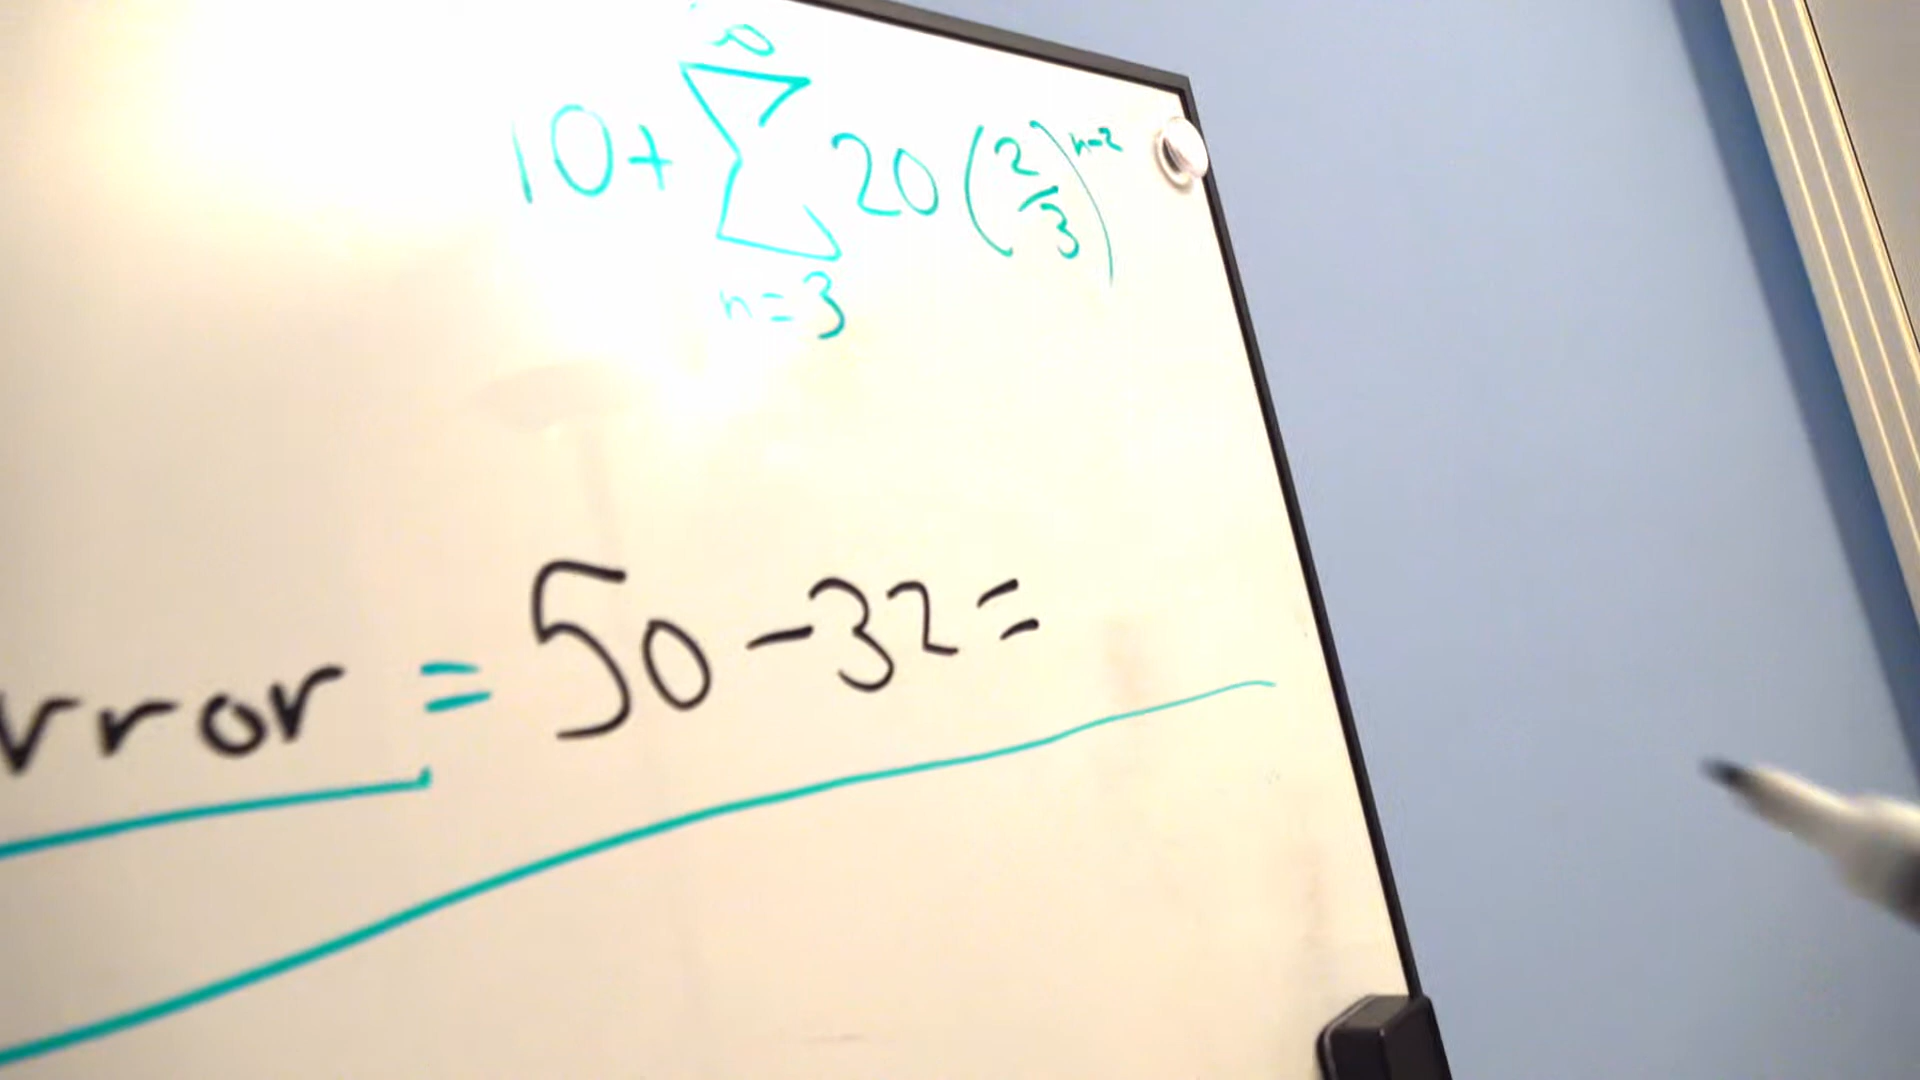 ∞
10+ Σ 20 (2/3)^n-2
n=3
rror = 50-32=